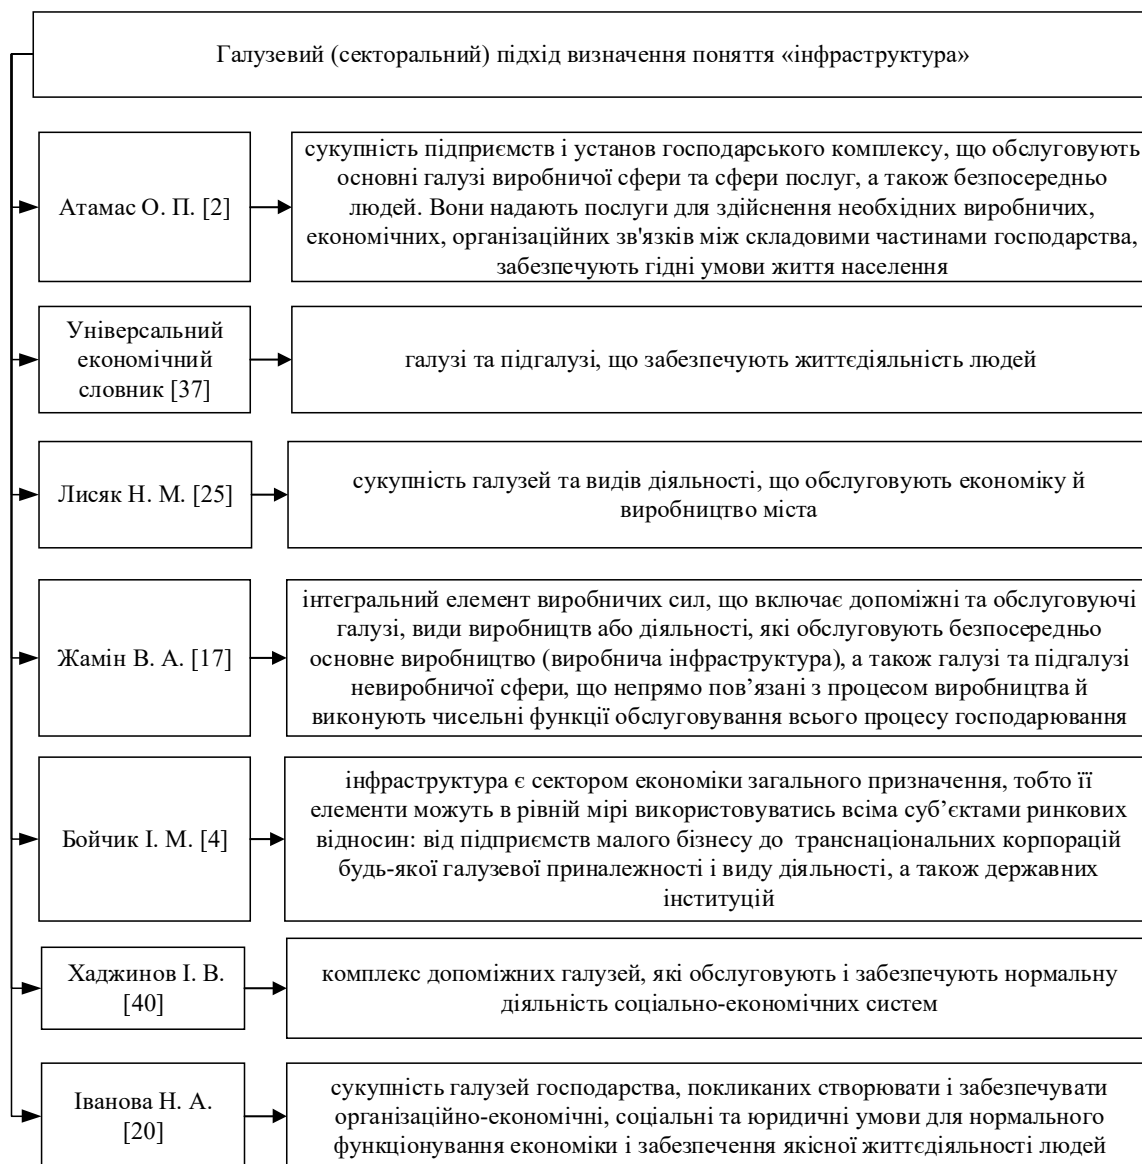 Галузевий (секторальний) підхід визначення поняття «інфраструктура»
Атамас О. П. [2]
сукупність підприємств і установ господарського комплексу, що обслуговують
основні галузі виробничої сфери та сфери послуг, а також безпосередньо
людей. Вони надають послуги для здійснення необхідних виробничих,
економічних, організаційних зв'язків між складовими частинами господарства,
забезпечують гідні умови життя населення
Універсальний
економічний
словник [37]
галузі та підгалузі, що забезпечують життєдіяльність людей
Лисяк Н. М. [25]
сукупність галузей та видів діяльності, що обслуговують економіку й
виробництво міста
Жамін В. А. [17]
інтегральний елемент виробничих сил, що включає допоміжні та обслуговуючі
галузі, види виробництв або діяльності, які обслуговують безпосередньо
основне виробництво (виробнича інфраструктура), а також галузі та підгалузі
невиробничої сфери, що непрямо пов’язані з процесом виробництва й
виконують чисельні функції обслуговування всього процесу господарювання
Бойчик І. М. [4]
інфраструктура є сектором економіки загального призначення, тобто її
елементи можуть в рівній мірі використовуватись всіма суб’єктами ринкових
відносин: від підприємств малого бізнесу до транснаціональних корпорацій
будь-якої галузевої приналежності і виду діяльності, а також державних
інституцій
Хаджинов І. В.
[40]
комплекс допоміжних галузей, які обслуговують і забезпечують нормальну
діяльність соціально-економічних систем
Іванова Н. А.
[20]
сукупність галузей господарства, покликаних створювати і забезпечувати
організаційно-економічні, соціальні та юридичні умови для нормального
функціонування економіки і забезпечення якісної життєдіяльності людей